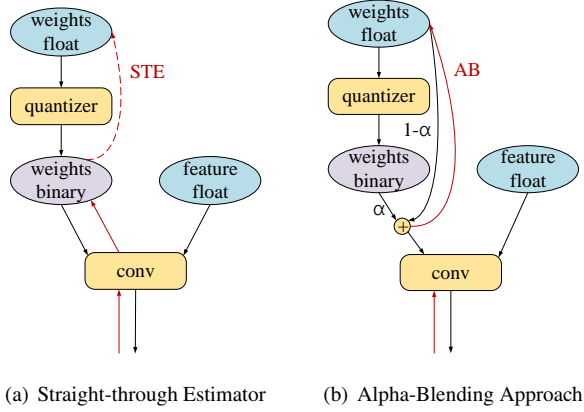 weights
float
STE
quantizer
weights
binary
feature
float
conv
(a) Straight-through Estimator
weights
float
AB
quantizer
1-α
weights
binary
feature
float
α
+
conv
(b) Alpha-Blending Approach